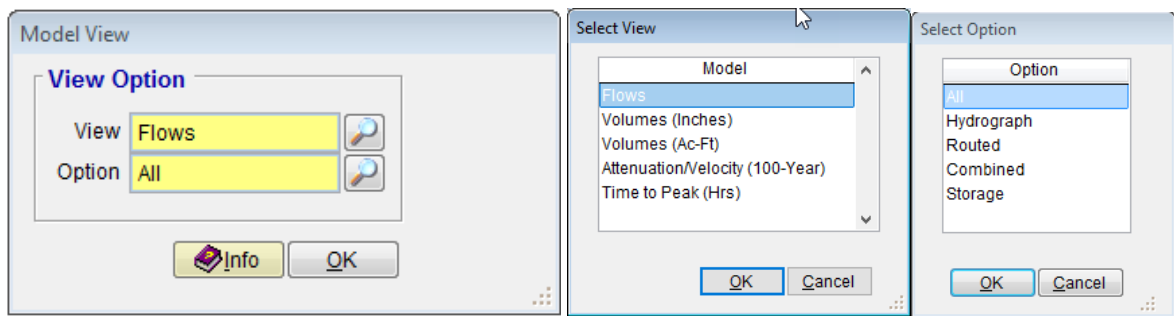 Model View
View Option
View Flows
Option All
Info OK
Select View
Model
Flows
Volumes (Inches)
Volumes (Ac-Ft)
Attenuation/Velocity (100-Year)
Time to Peak (Hrs)
OK Cancel
Select Option
Option
All
Hydrograph
Routed
Combined
Storage
OK Cancel